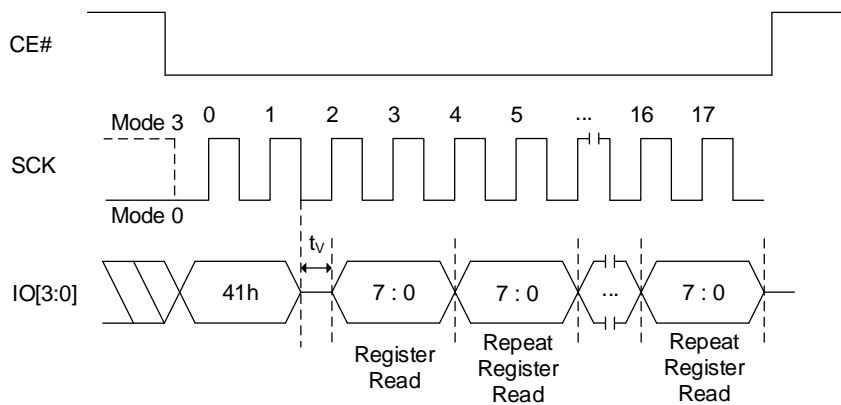 CE#
0 1 2 3 4 5 ... 16 17
Mode 3
SCK
Mode 0
tV
IO[3:0]
41h
7 : 0
7 : 0
...
7 : 0
Register
Read
Repeat
Register
Read
Repeat
Register
Read